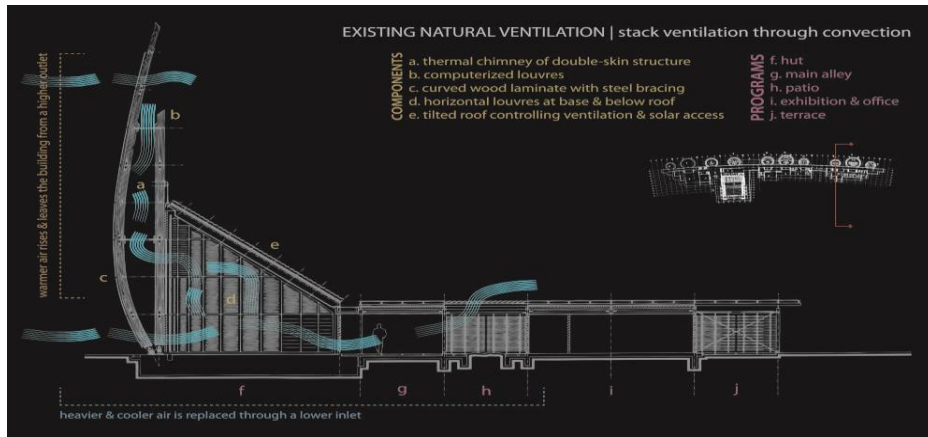 EXISTING NATURAL VENTILATION | stack ventilation through convection
COMPONENTS
a. thermal chimney of double-skin structure
b. computerized louvres
c. curved wood laminate with steel bracing
d. horizontal louvres at base & below roof
e. tilted roof controlling ventilation & solar access
PROGRAMS
f. hut
g. main alley
h. patio
i. exhibition & office
j. terrace
warmer air rises & leaves the building from a higher outlet
b
a
e
c
d
f
g
h
i
j
heavier & cooler air is replaced through a lower inlet